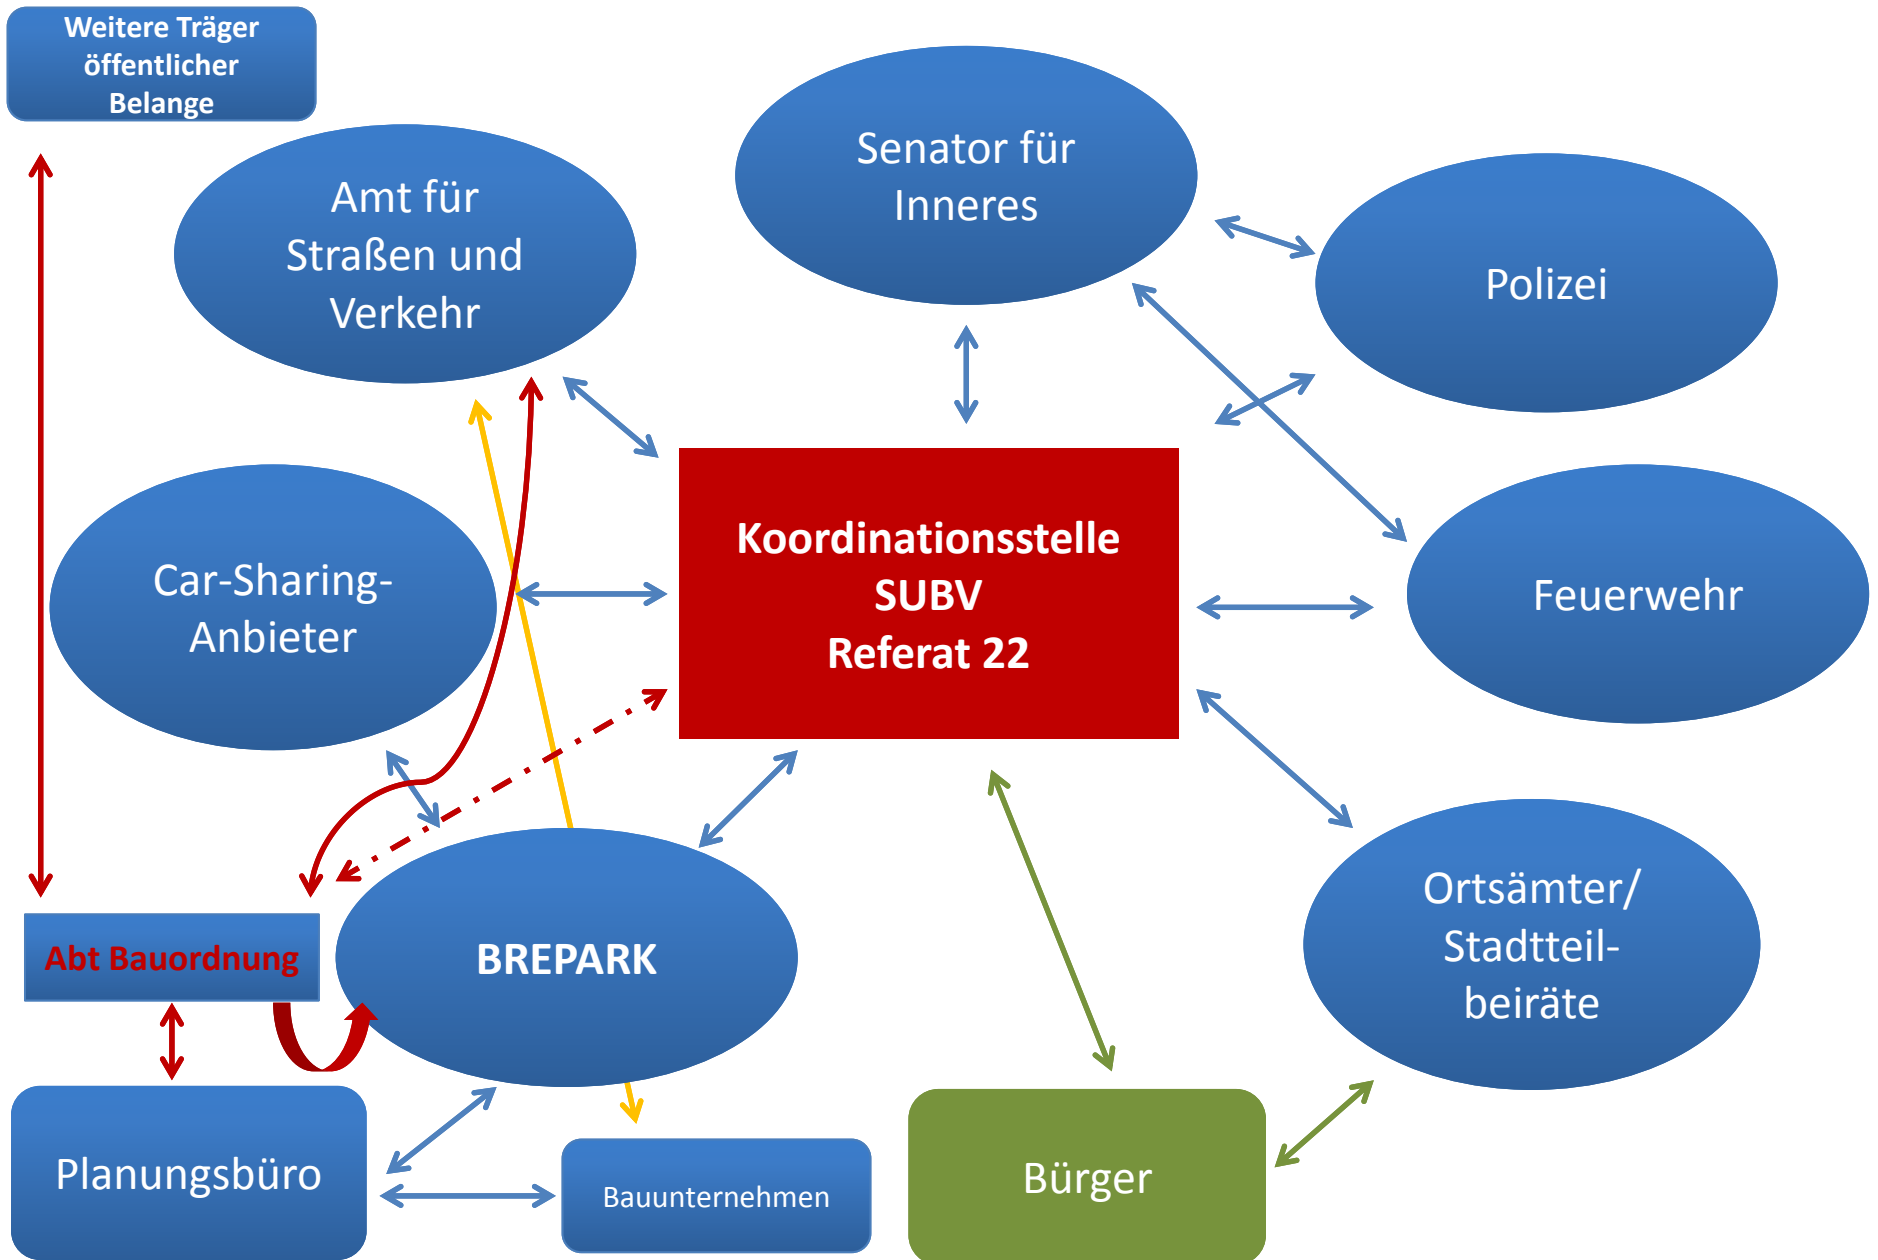 Weitere Träger
öffentlicher
Belange
Amt für
Straßen und
Verkehr
Senator für
Inneres
Polizei
Car-Sharing-
Anbieter
Koordinationsstelle
SUBV
Referat 22
Feuerwehr
Abt Bauordnung
BREPARK
Ortsämter/
Stadtteil-
beiräte
Planungsbüro
Bauunternehmen
Bürger